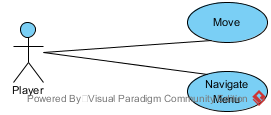 Move
Player
Navigate
Menu
Powered By Visual Paradigm Community Edition